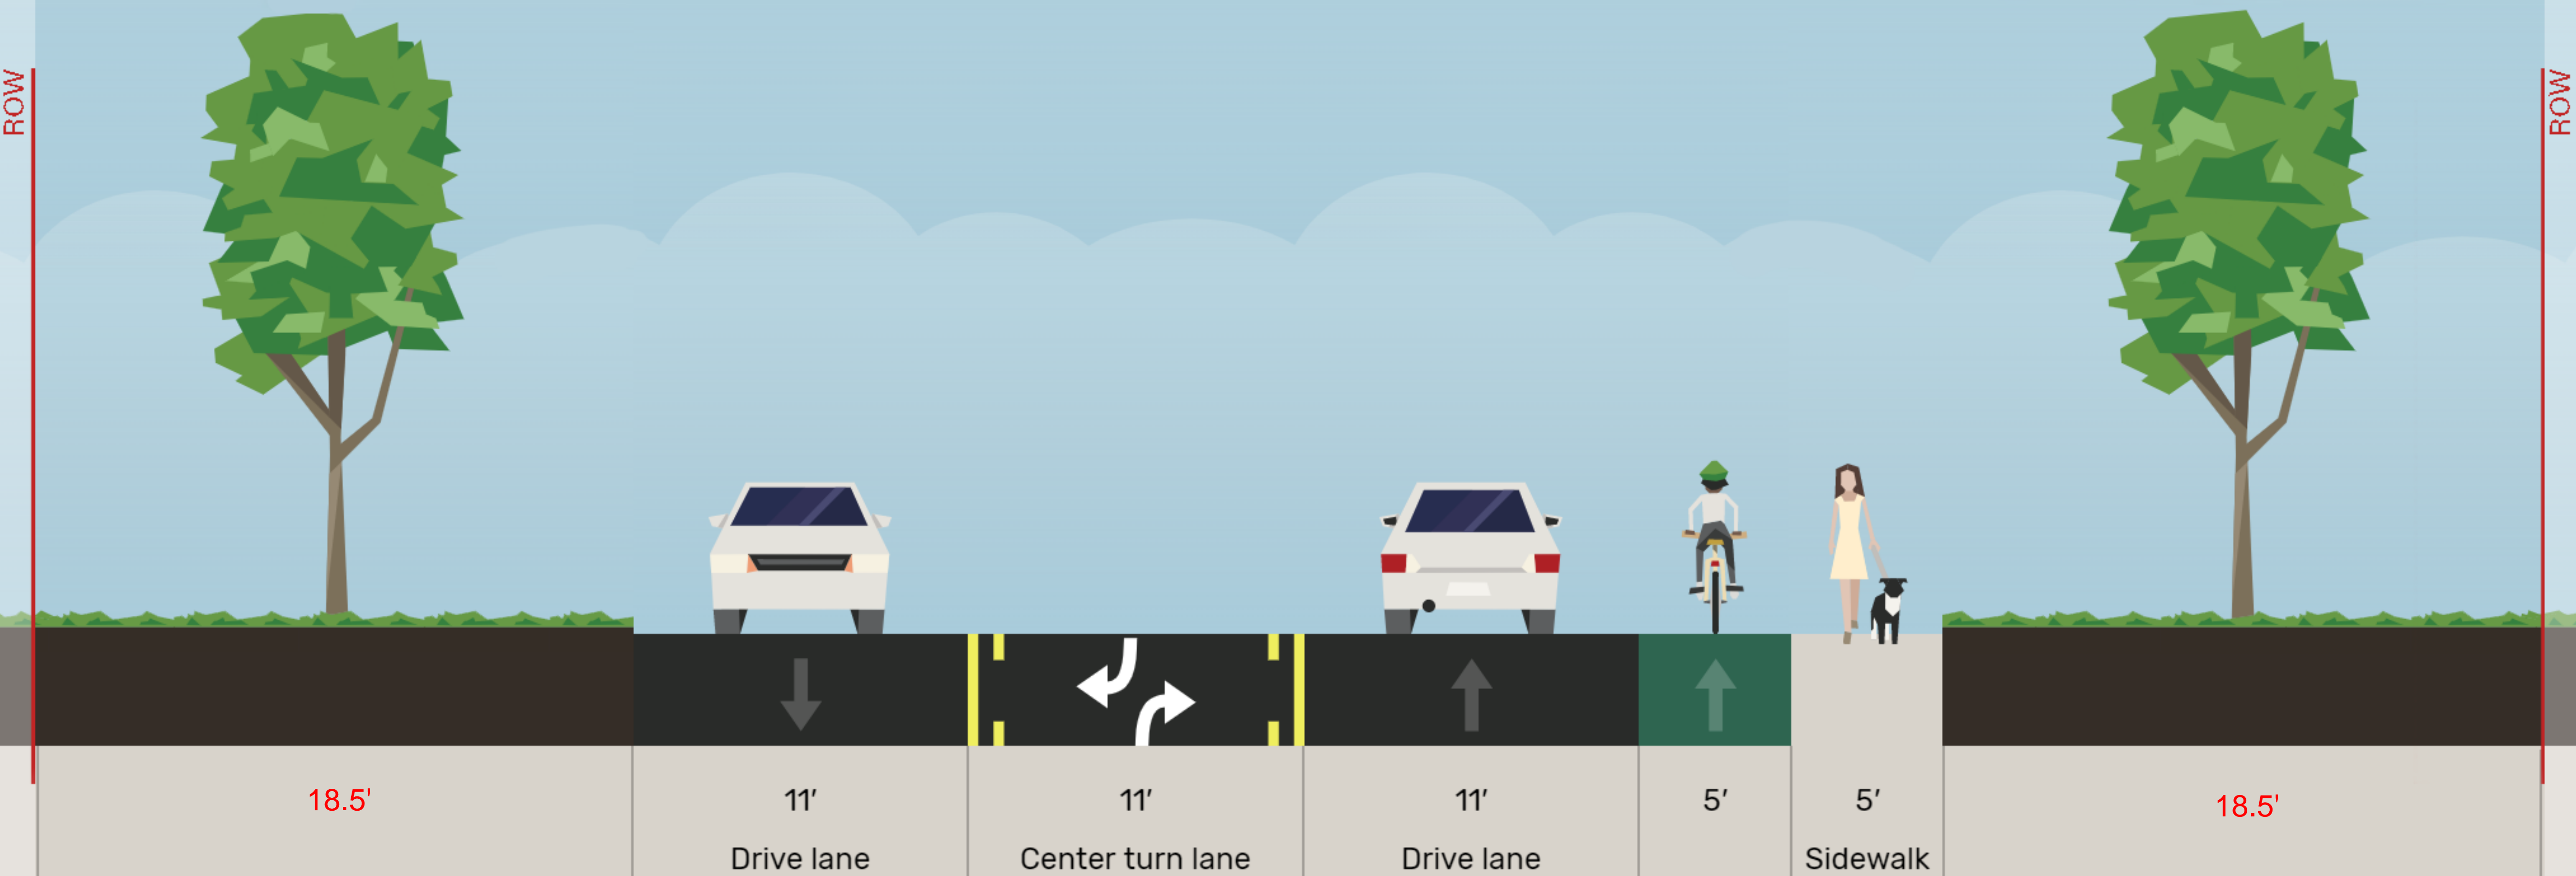 ROW
ROW
18.5'
11'
11'
11'
5'
5'
18.5'
Drive lane
Center turn lane
Drive lane
Sidewalk